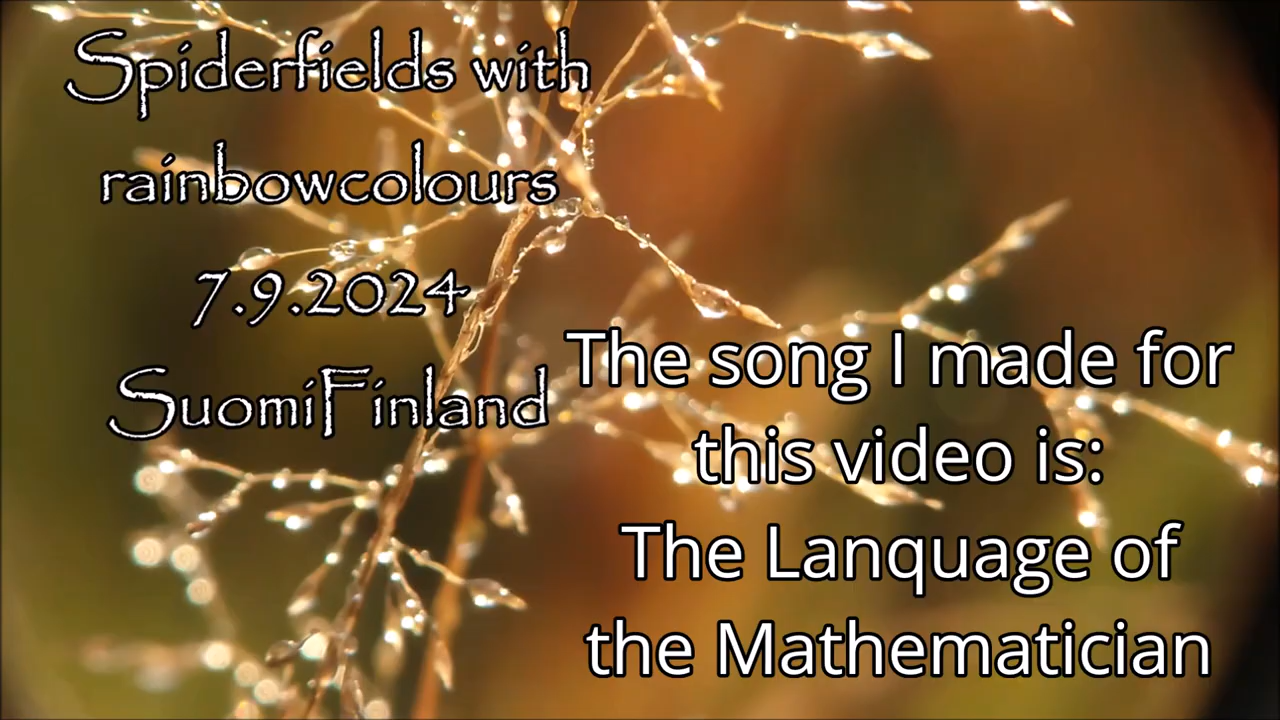 Spiderfields with
rainbowcolours
7.9.2024
SuomiFinland
The song I made for
this video is:
The Lanquage of
the Mathematician